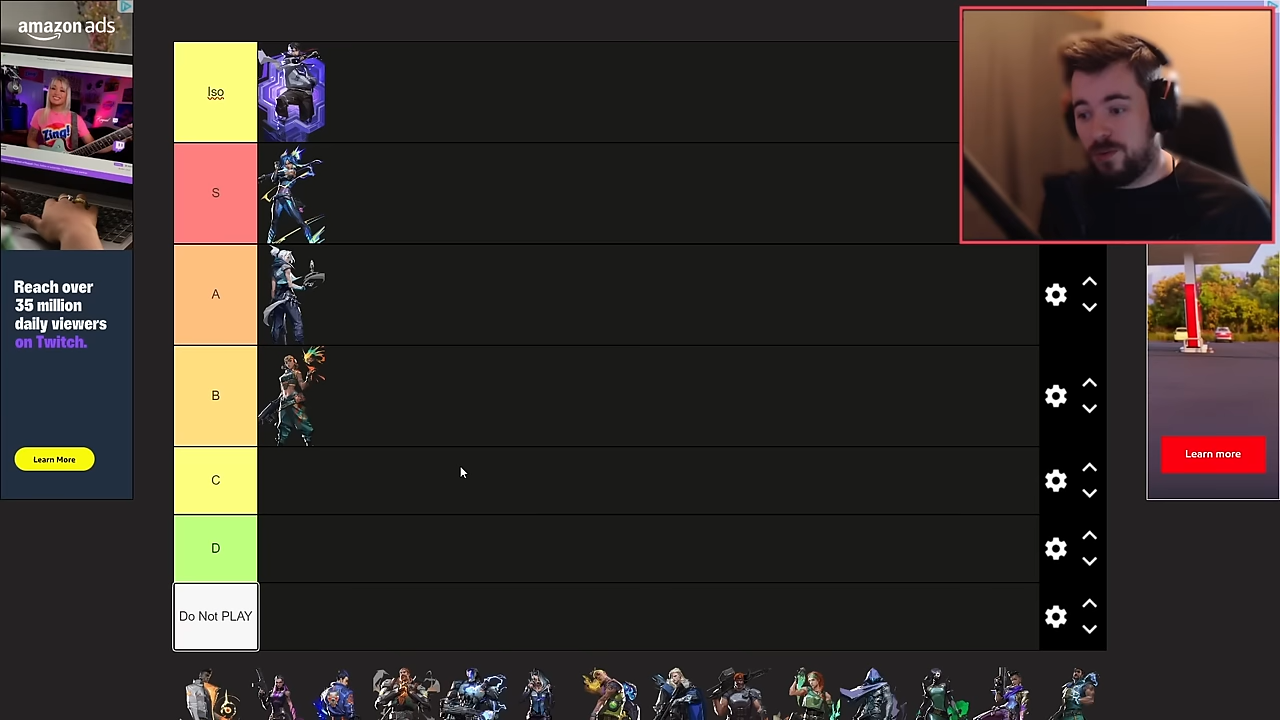 amazon ads
Zing!
Reach over
35 million
daily viewers
on Twitch.
Learn More
Iso
S
A
B
C
D
Do Not PLAY
Learn more